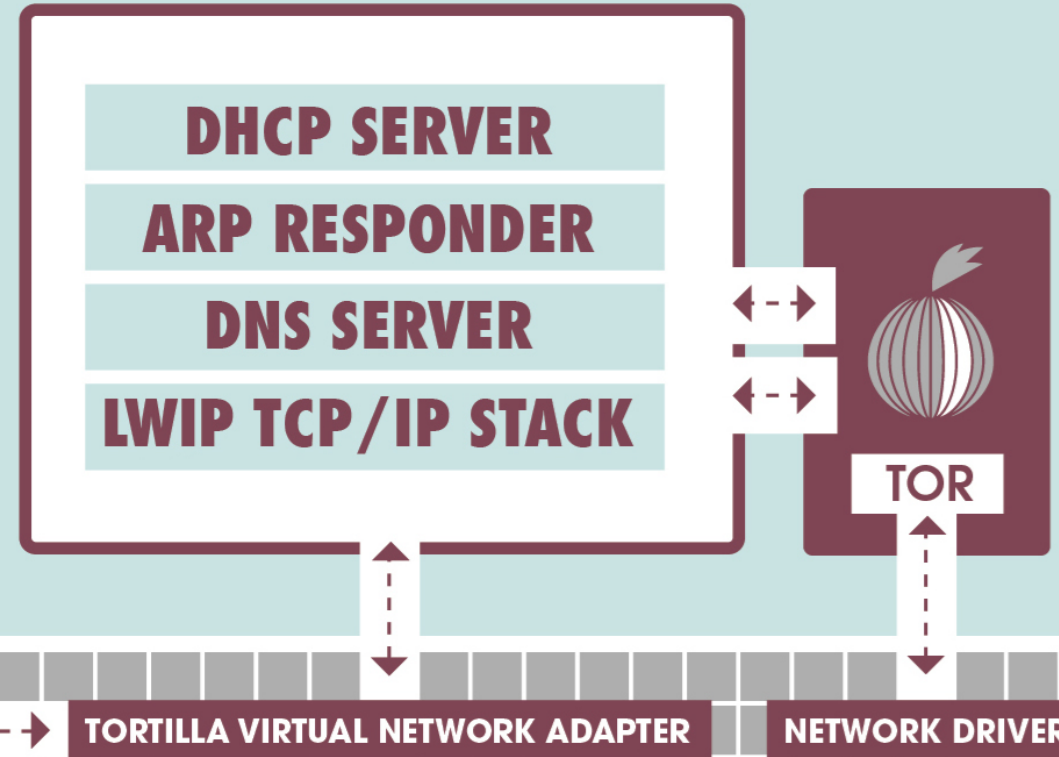 DHCP SERVER
ARP RESPONDER
DNS SERVER
LWIP TCP/IP STACK
TOR
TORTILLA VIRTUAL NETWORK ADAPTER
NETWORK DRIVER